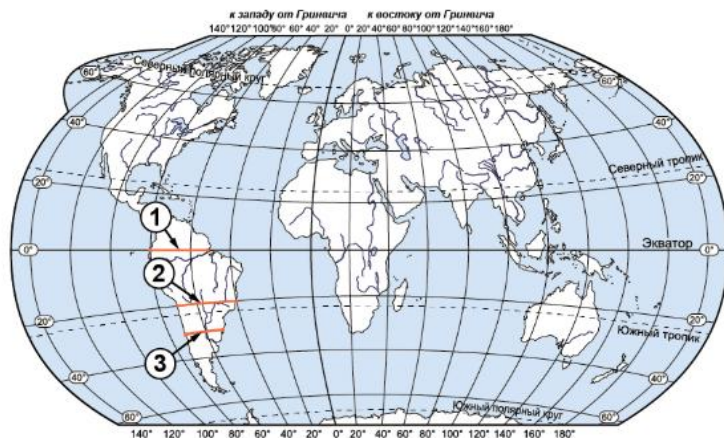 к западу от Гринвича к востоку от Гринвича
140° 120° 100° 80° 60° 40° 20° 0° 20° 40° 60° 80° 100° 120° 140° 160° 180°
Северный полярный круг
60° 60°
40° 40°
Северный тропик
20° 20°
1
Экватор
0° 0°
2
20° 20°
Южный тропик
3
40° 40°
Южный полярный круг
60° 60°
140° 120° 100° 80° 60° 40° 20° 0° 20° 40° 60° 80° 100° 120° 140° 160° 180°